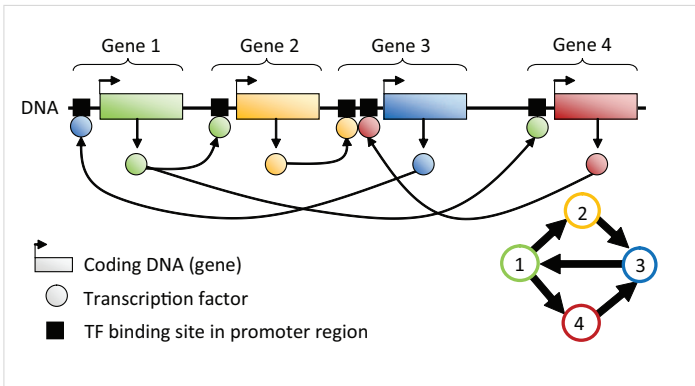 Gene 1 Gene 2 Gene 3 Gene 4
DNA
2
1 3
4
Coding DNA (gene)
Transcription factor
TF binding site in promoter region